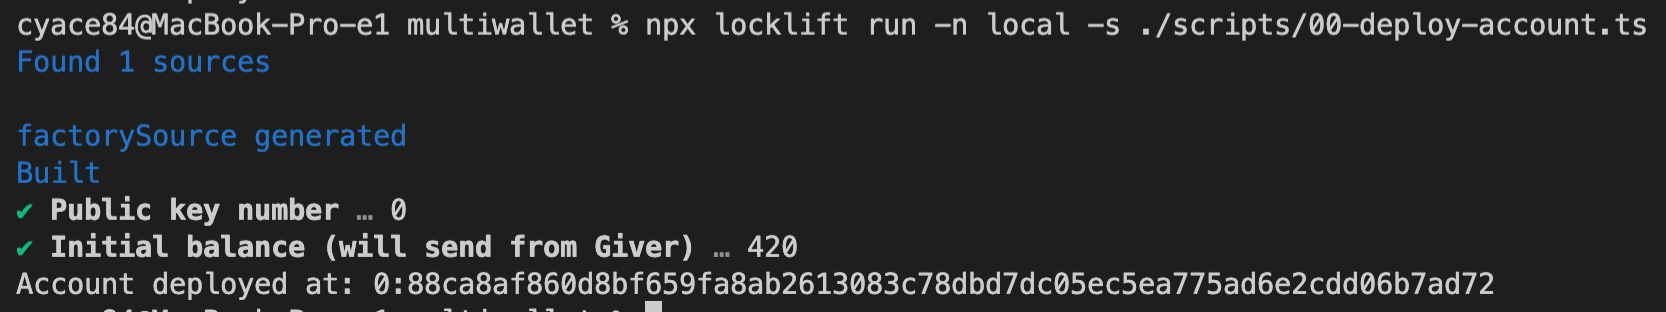 cyace84@MacBook-Pro-e1 multiwallet % npx locklift run -n local -s ./scripts/00-deploy-account.ts
Found 1 sources
factorySource generated
Built
✔ Public key number … 0
✔ Initial balance (will send from Giver) … 420
Account deployed at: 0:88ca8af860d8bf659fa8ab2613083c78dbd7dc05ec5ea775ad6e2cdd06b7ad72